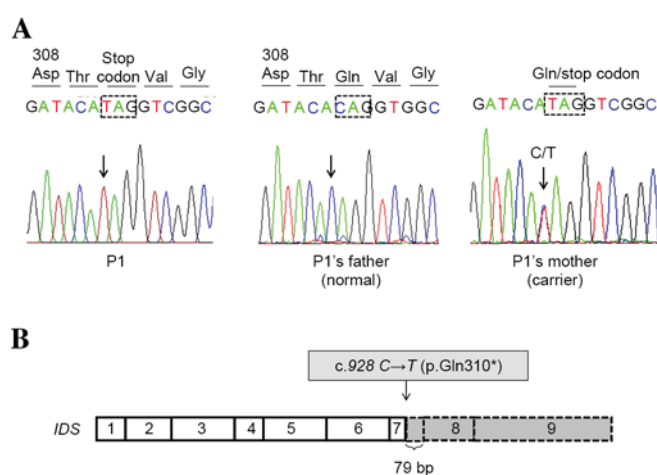 A
308
Asp Thr Stop codon Val Gly
GATACATAGGTCGGC
P1
308
Asp Thr Gln Val Gly
GATACACAGGTGGC
P1's father
(normal)
Gln/stop codon
GATACATAGGTCGGC
C/T
P1's mother
(carrier)
B
c.928 C→T (p.Gln310*)
IDS 1 2 3 4 5 6 7 8 9
79 bp